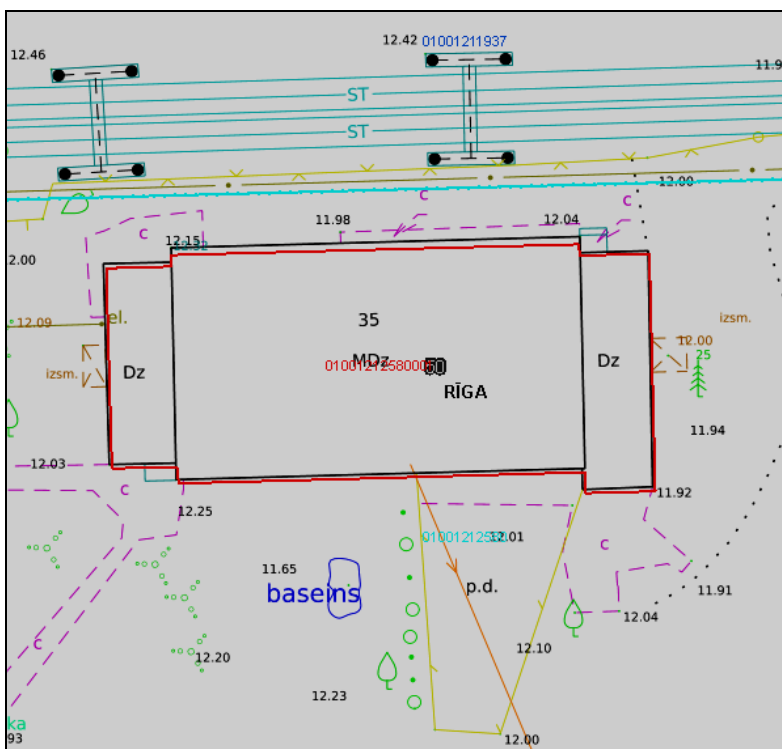 12.46
12.42 01001211937
11.9
ST
ST
12.00
c
c
c
11.98
12.04
12.15
2.00
35
12.09
el.
izsm.
12.00
25
MDz
Dz
Dz
izsm.
RĪGA
11.94
12.03
c
11.92
12.25
12.01
c
11.65
baseins
p.d.
11.91
12.04
c
12.10
12.20
12.23
ka
93
12.00